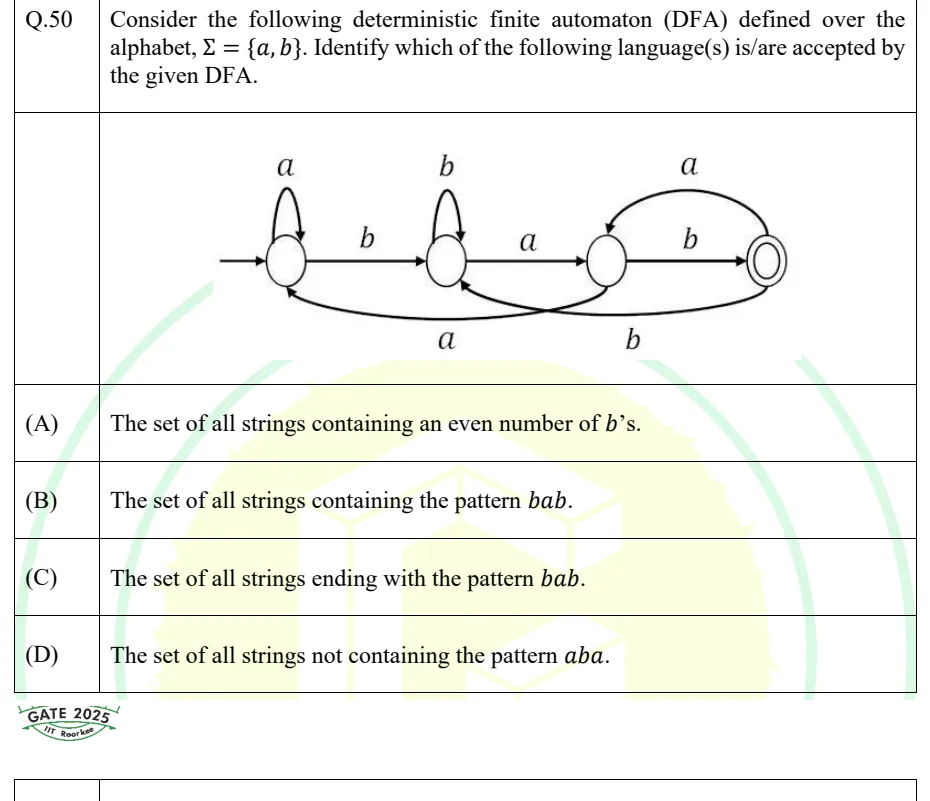 Q.50
Consider the following deterministic finite automaton (DFA) defined over the
alphabet, Σ = {a, b}. Identify which of the following language(s) is/are accepted by
the given DFA.
a b a
b a b
a b
(A) The set of all strings containing an even number of b’s.
(B) The set of all strings containing the pattern bab.
(C) The set of all strings ending with the pattern bab.
(D) The set of all strings not containing the pattern aba.
GATE 2025
IIT Roorkee